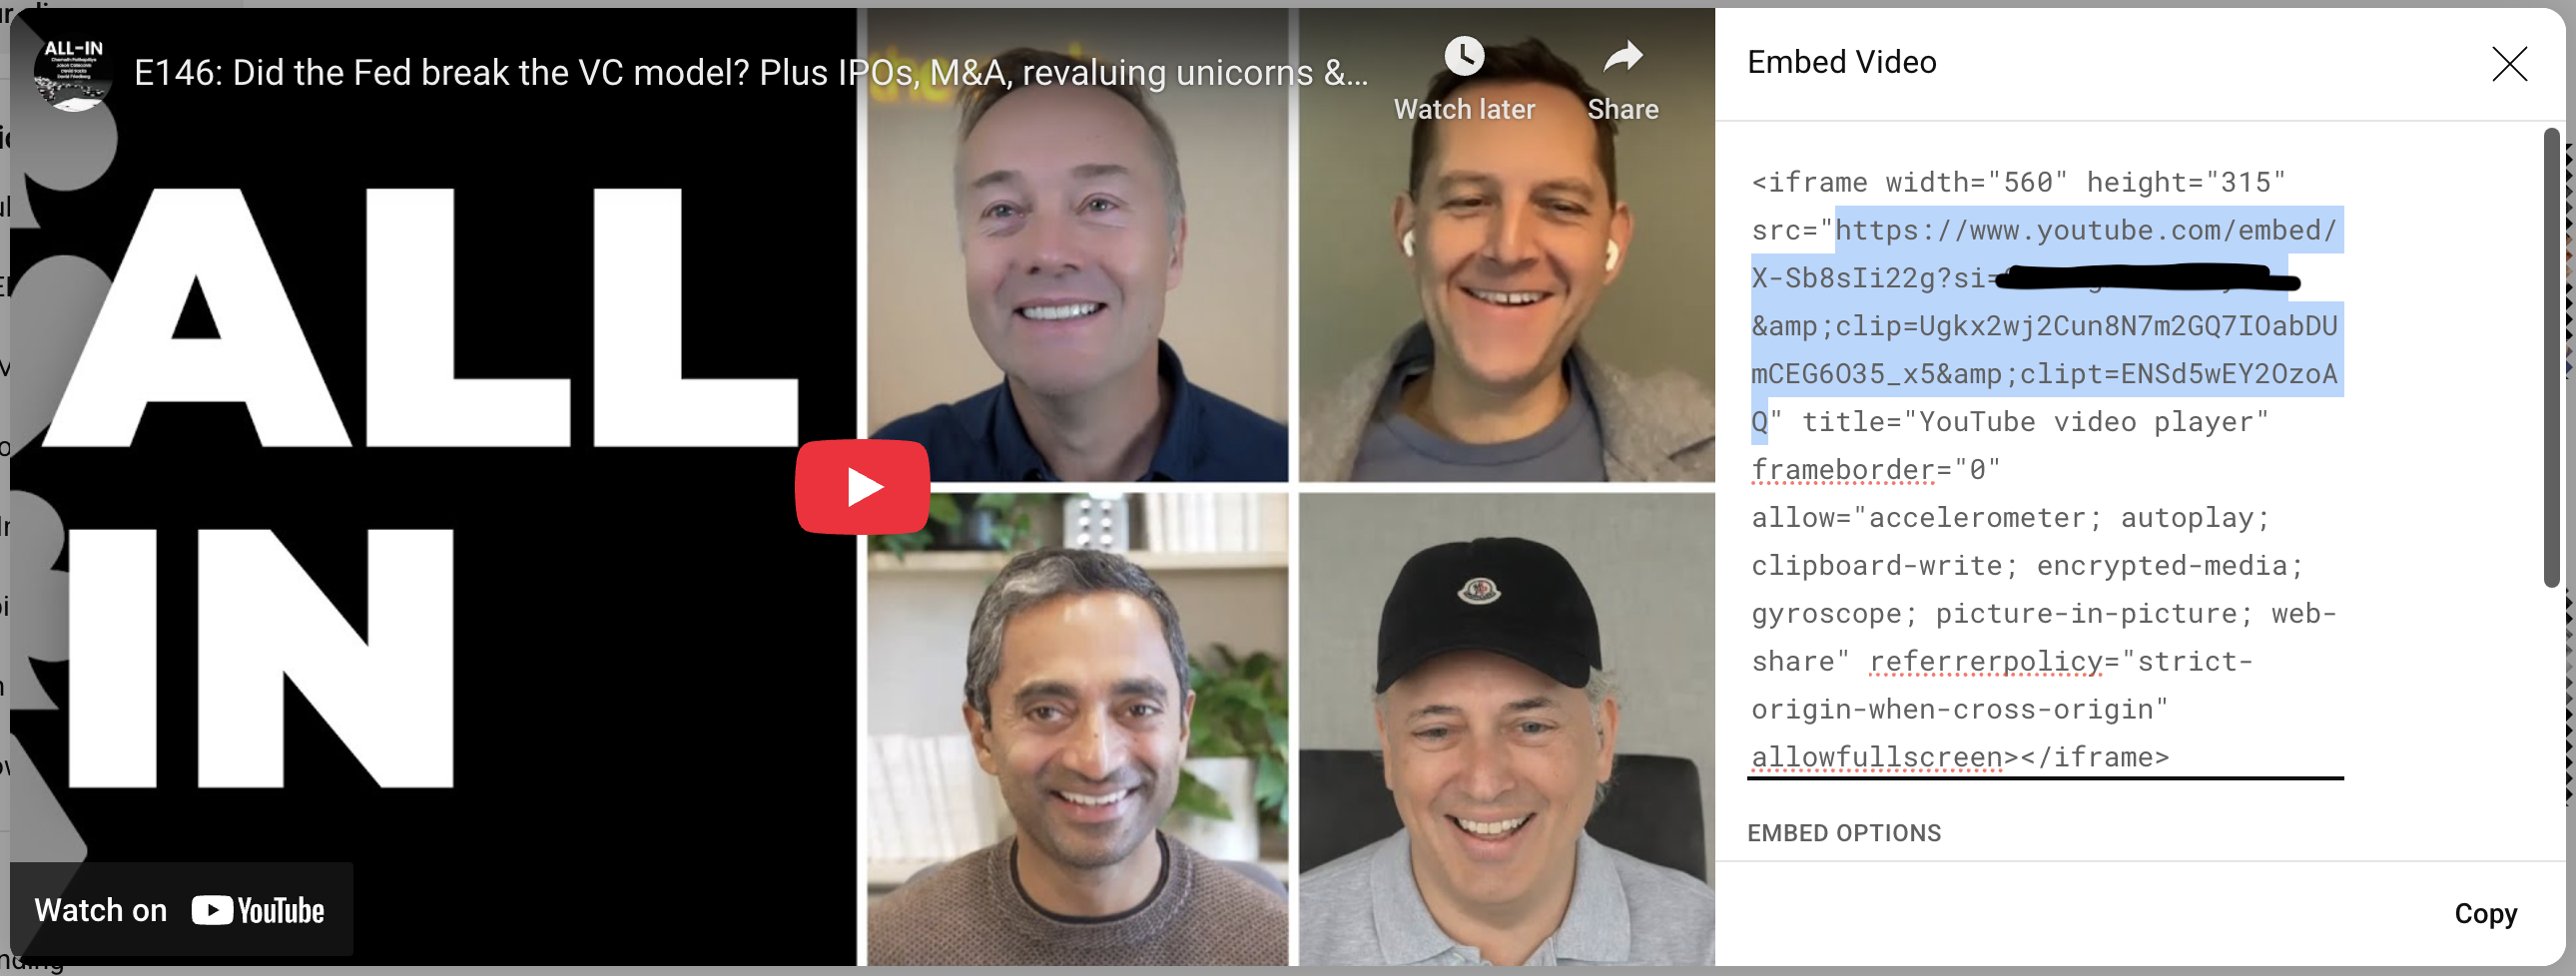 ALL-IN
E146: Did the Fed break the VC model? Plus IPOs, M&A, revaluing unicorns &...
Watch later
Share
ALL
IN
Watch on YouTube
Embed Video
<iframe width="560" height="315"
src="https://www.youtube.com/embed/
X-Sb8sIi22g?si=
&amp;clip=Ugkx2wj2Cun8N7m2GQ7IOabDU
mCEG6O35_x5&amp;clipt=ENSd5wEY2OzoA
Q" title="YouTube video player"
frameborder="0"
allow="accelerometer; autoplay;
clipboard-write; encrypted-media;
gyroscope; picture-in-picture; web-
share" referrerpolicy="strict-
origin-when-cross-origin"
allowfullscreen></iframe>
EMBED OPTIONS
Copy